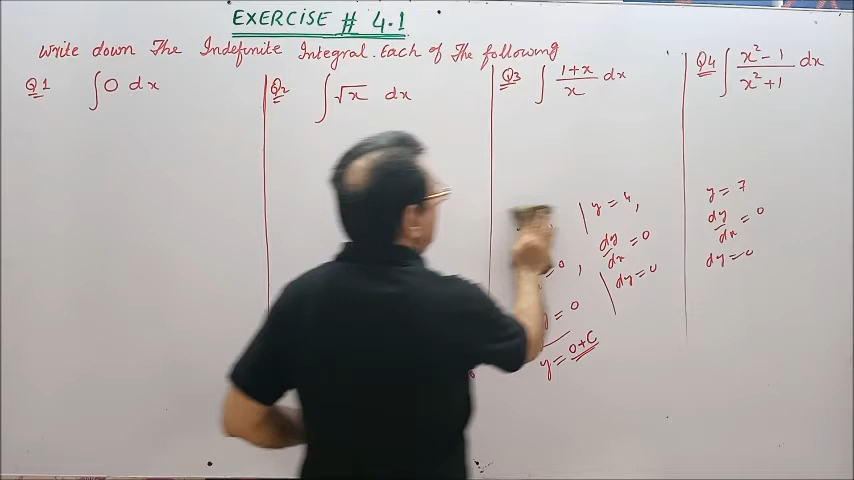 EXERCISE # 4.1
Write down The Indefinite Integral. Each of The following
Q1 ∫ 0 dx
Q2 ∫ √x dx
Q3 ∫ (1+x)/x dx
Q4 ∫ (x² - 1)/(x² + 1) dx
y = 4,
dy/dx = 0
dy = 0
= 0,
y = 0
y = 0+C
y = 7
dy/dx = 0
dy = 0